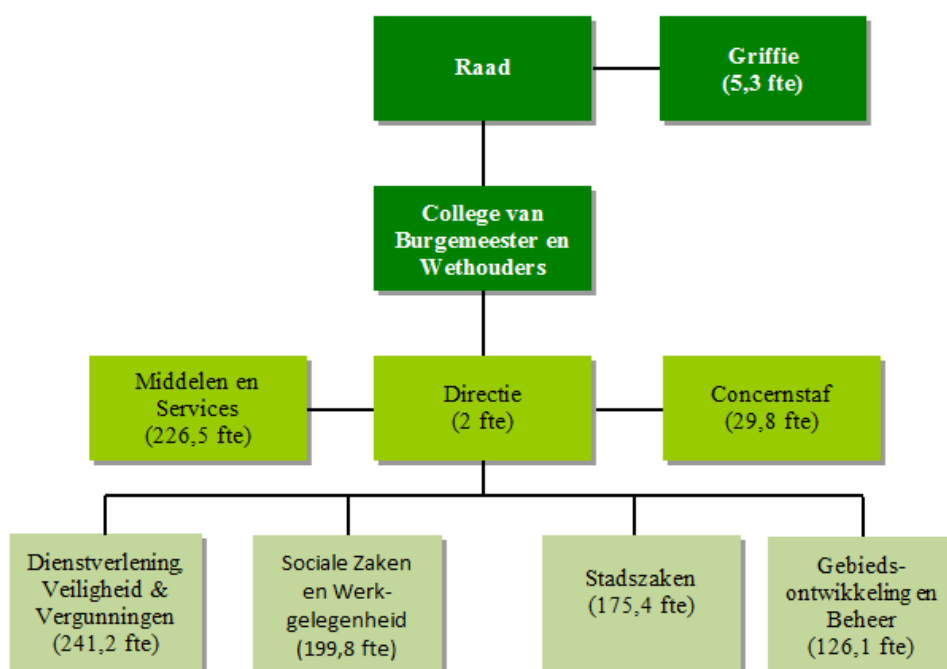 Raad
Griffie
(5,3 fte)
College van
Burgemeester en
Wethouders
Middelen en
Services
(226,5 fte)
Directie
(2 fte)
Concernstaf
(29,8 fte)
Dienstverlening,
Veiligheid &
Vergunningen
(241,2 fte)
Sociale Zaken
en Werk-
gelegenheid
(199,8 fte)
Stadszaken
(175,4 fte)
Gebieds-
ontwikkeling en
Beheer
(126,1 fte)